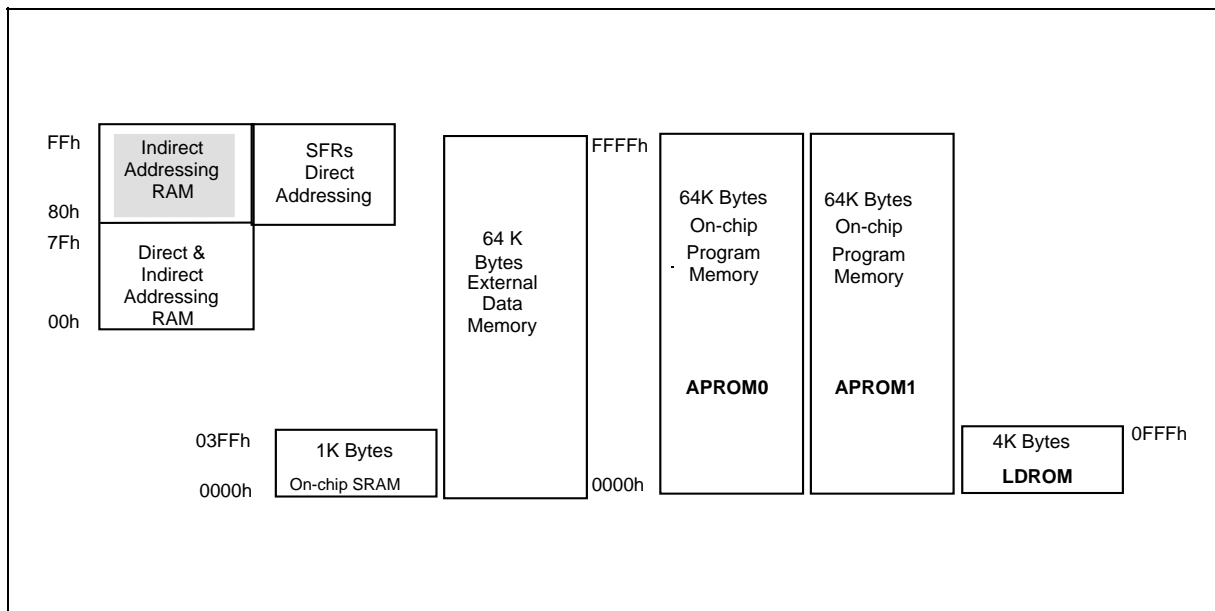 FFh
Indirect
Addressing
RAM
80h
SFRs
Direct
Addressing
7Fh
Direct &
Indirect
Addressing
RAM
00h
03FFh
0000h
1K Bytes
On-chip SRAM
64 K
Bytes
External
Data
Memory
FFFFh
0000h
64K Bytes
On-chip
Program
Memory
APROM0
64K Bytes
On-chip
Program
Memory
APROM1
4K Bytes
LDROM
0FFFh